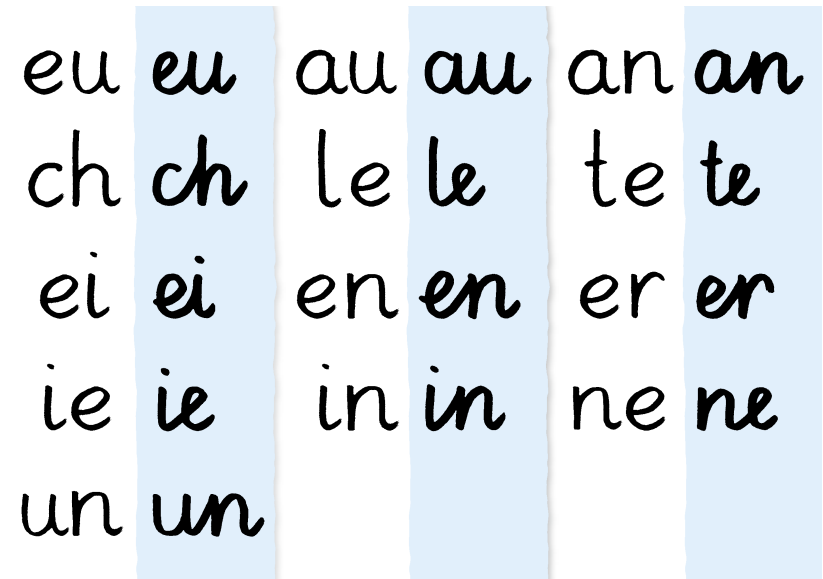 eu eu au au an an
ch ch le le te te
ei ei en en er er
ie ie in in ne ne
un un